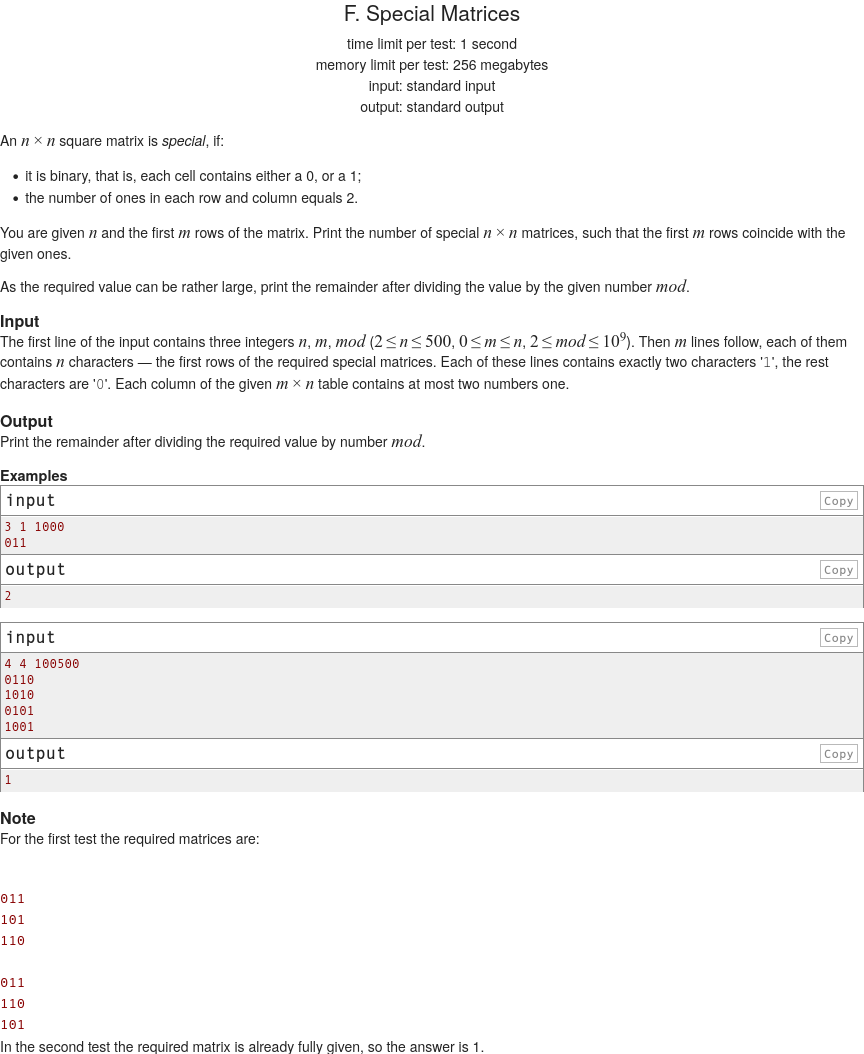 F. Special Matrices
time limit per test: 1 second
memory limit per test: 256 megabytes
input: standard input
output: standard output
An n × n square matrix is special, if:
• it is binary, that is, each cell contains either a 0, or a 1;
• the number of ones in each row and column equals 2.
You are given n and the first m rows of the matrix. Print the number of special n × n matrices, such that the first m rows coincide with the
given ones.
As the required value can be rather large, print the remainder after dividing the value by the given number mod.
Input
The first line of the input contains three integers n, m, mod (2 ≤ n ≤ 500, 0 ≤ m ≤ n, 2 ≤ mod ≤ 10⁹). Then m lines follow, each of them
contains n characters — the first rows of the required special matrices. Each of these lines contains exactly two characters '1', the rest
characters are '0'. Each column of the given m × n table contains at most two numbers one.
Output
Print the remainder after dividing the required value by number mod.
Examples
input Copy
3 1 1000
011
output Copy
2
input Copy
4 4 100500
0110
1010
0101
1001
output Copy
1
Note
For the first test the required matrices are:
011
101
110
011
110
101
In the second test the required matrix is already fully given, so the answer is 1.